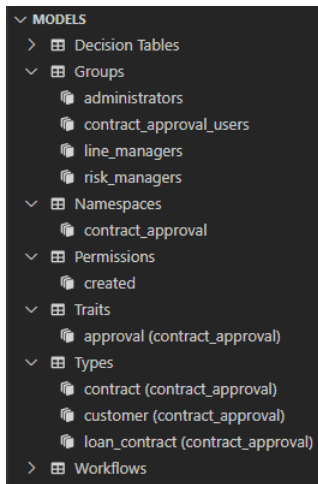 MODELS
Decision Tables
Groups
administrators
contract_approval_users
line_managers
risk_managers
Namespaces
contract_approval
Permissions
created
Traits
approval (contract_approval)
Types
contract (contract_approval)
customer (contract_approval)
loan_contract (contract_approval)
Workflows